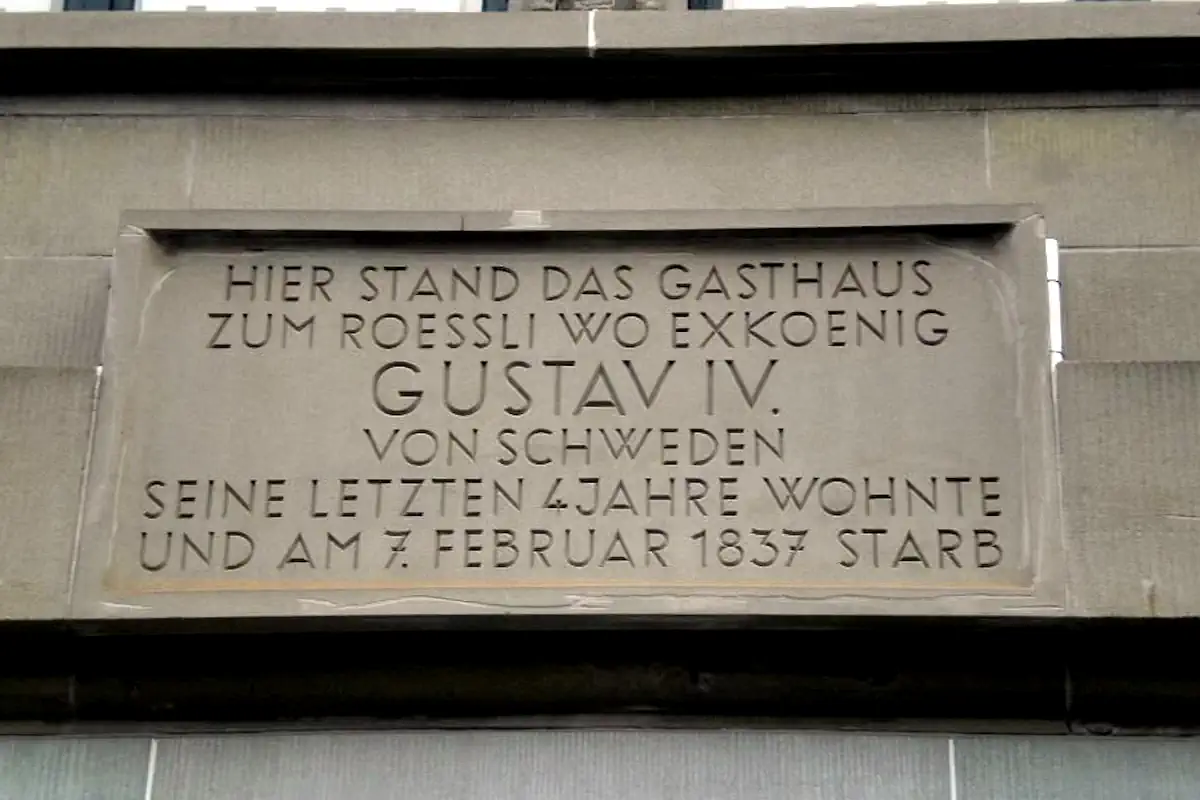 HIER STAND DAS GASTHAUS
ZUM ROESSLI WO EXKOENIG
GUSTAV IV.
VON SCHWEDEN
SEINE LETZTEN 4 JAHRE WOHNTE
UND AM 7. FEBRUAR 1837 STARB